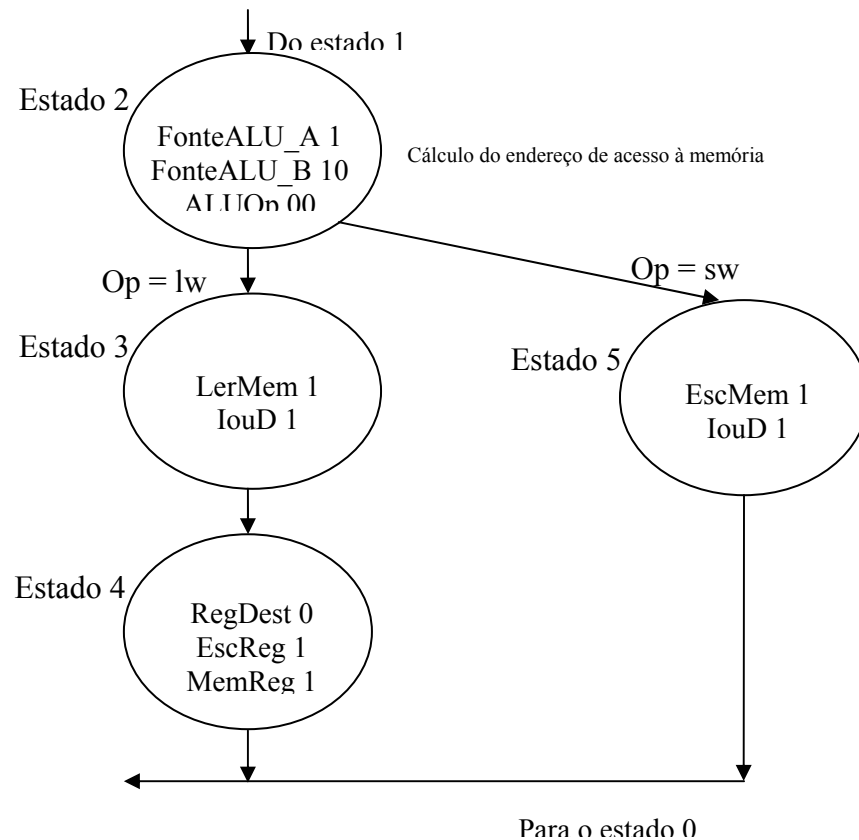 Do estado 1
Estado 2
FonteALU_A 1
FonteALU_B 10
ALUOp 00
Cálculo do endereço de acesso à memória
Op = lw
Op = sw
Estado 3
LerMem 1
IouD 1
Estado 5
EscMem 1
IouD 1
Estado 4
RegDest 0
EscReg 1
MemReg 1
Para o estado 0